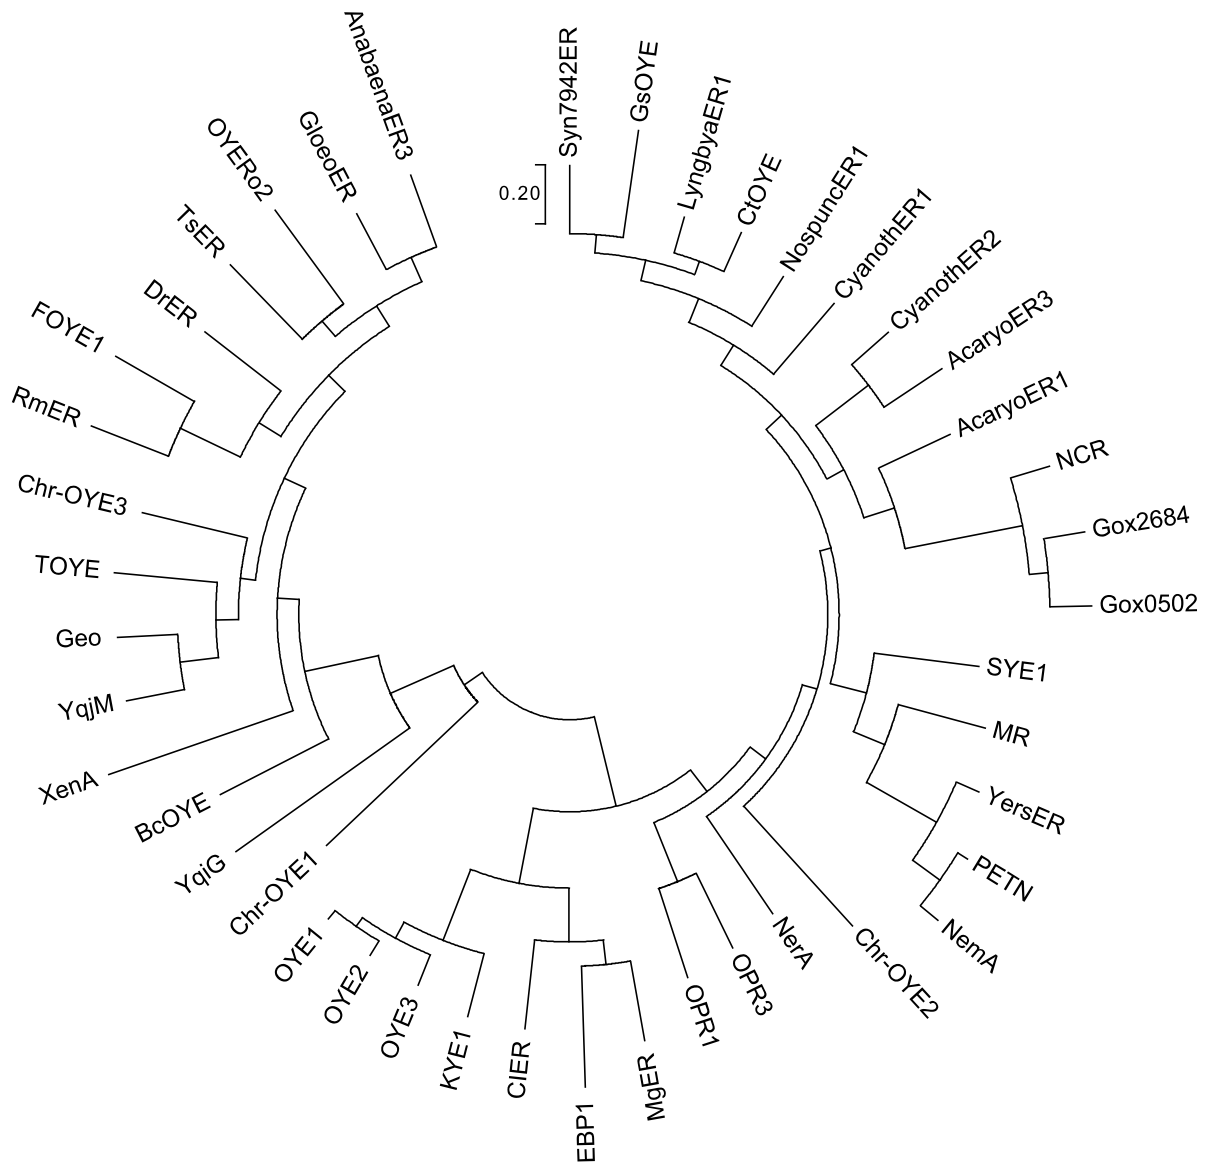 Syn7942ER
GsOYE
LyngbyaER1
CtOYE
NospuncER1
CyanothER1
CyanothER2
AcaryoER3
AcaryoER1
NCR
Gox2684
Gox0502
SYE1
MR
YersER
PETN
NemA
Chr-OYE2
NerA
OPR3
OPR1
MgER
EBP1
ClER
KYE1
OYE3
OYE2
OYE1
Chr-OYE1
YqiG
BcOYE
XenA
YqjM
Geo
TOYE
Chr-OYE3
RmER
FOYE1
DrER
TsER
OYERo2
GloeoER
AnabaenaER3
0.20